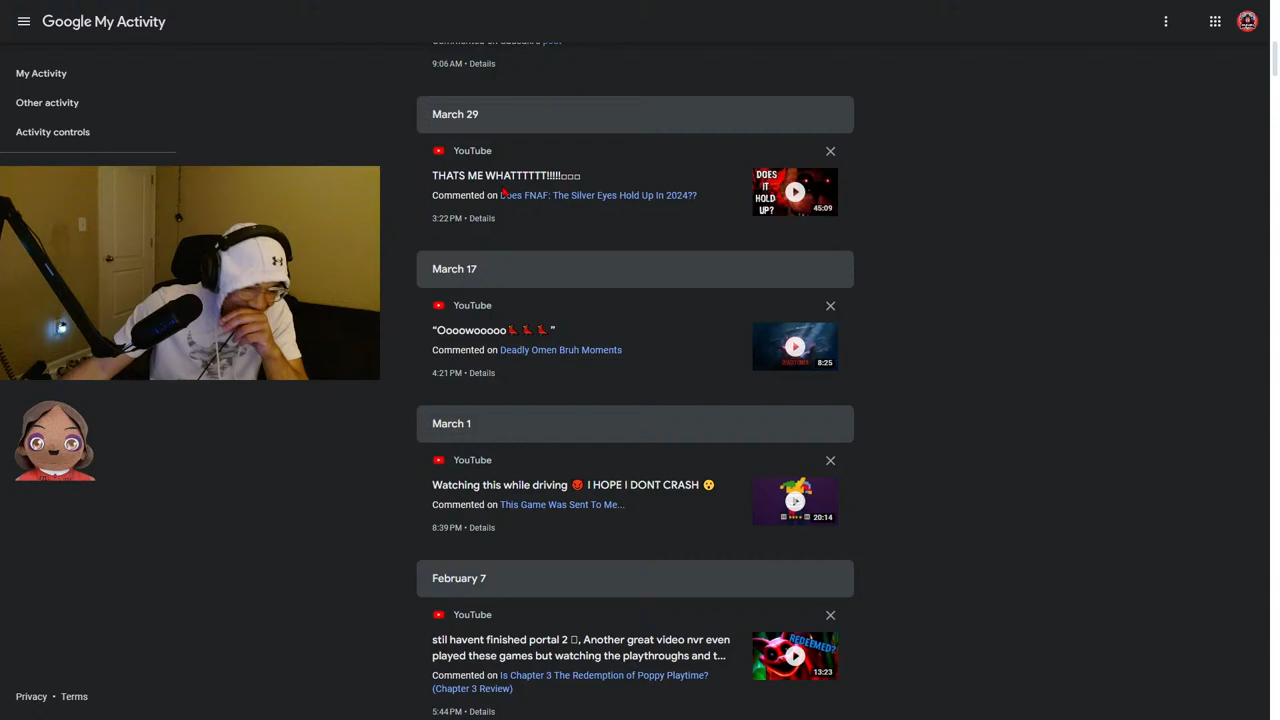 Google My Activity
My Activity
Other activity
Activity controls
9:06 AM • Details
March 29
YouTube
THATS ME WHATTTTTT!!!!!□□□
Commented on Does FNAF: The Silver Eyes Hold Up In 2024??
3:22 PM • Details
DOES
IT
HOLD
UP?
45:09
March 17
YouTube
“Oooowooooo💃💃💃”
Commented on Deadly Omen Bruh Moments
4:21 PM • Details
8:25
March 1
YouTube
Watching this while driving 😈 I HOPE I DONT CRASH 😮
Commented on This Game Was Sent To Me...
8:39 PM • Details
20:14
February 7
YouTube
stil havent finished portal 2 □, Another great video nvr even
played these games but watching the playthroughs and t...
Commented on Is Chapter 3 The Redemption of Poppy Playtime?
(Chapter 3 Review)
5:44 PM • Details
REDEEMED?
13:23
Privacy • Terms